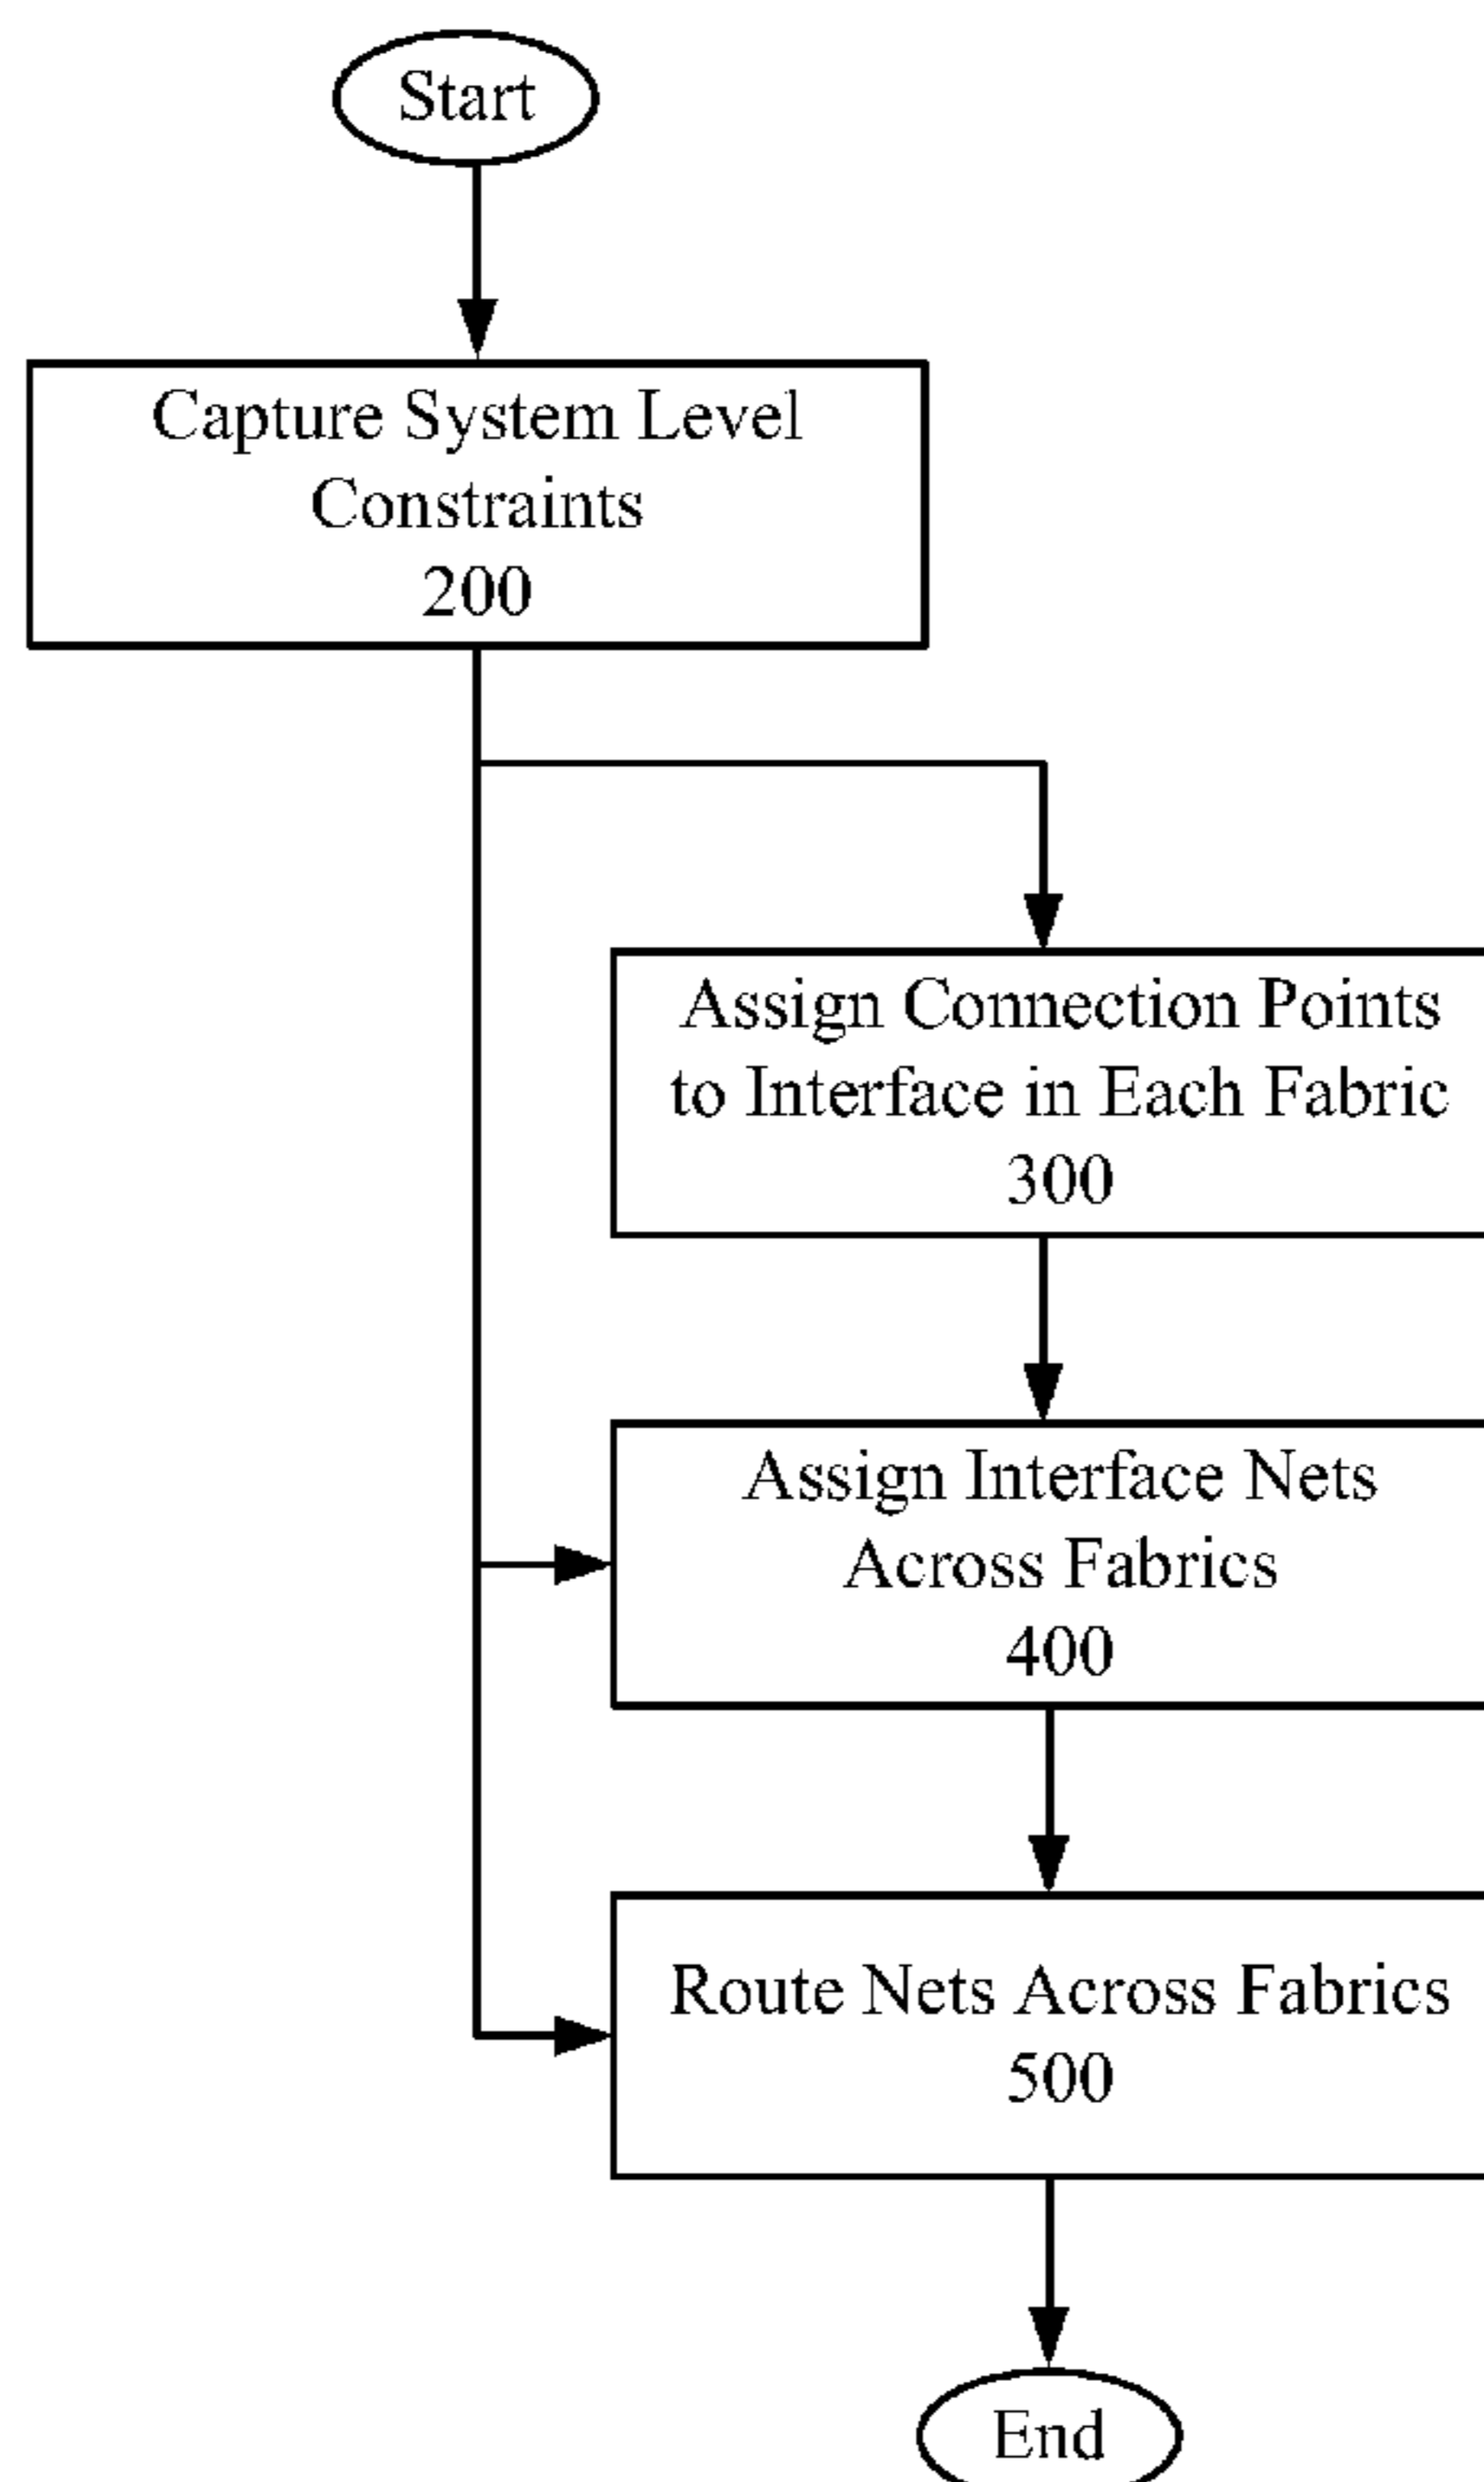 Start
Capture System Level
Constraints
200
Assign Connection Points
to Interface in Each Fabric
300
Assign Interface Nets
Across Fabrics
400
Route Nets Across Fabrics
500
End